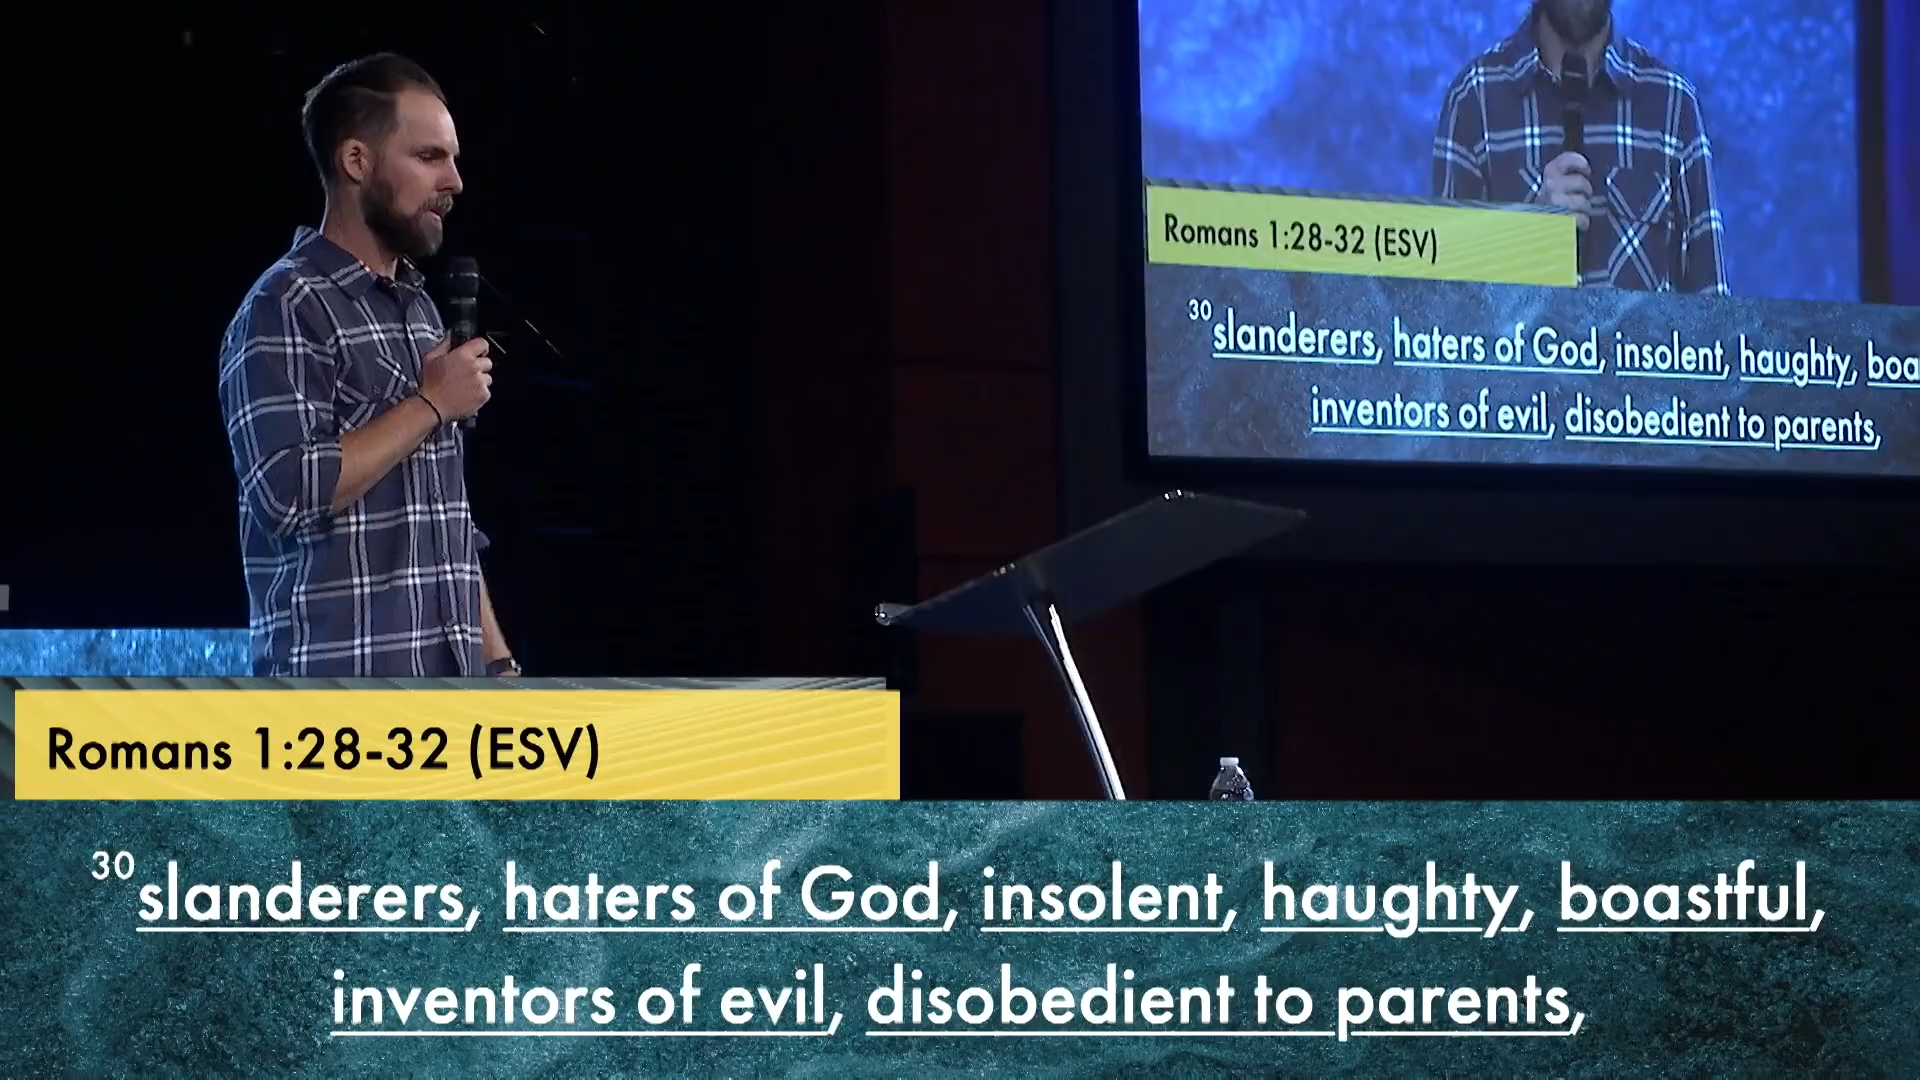 Romans 1:28-32 (ESV)
30 slanderers, haters of God, insolent, haughty, boa
inventors of evil, disobedient to parents,
Romans 1:28-32 (ESV)
30 slanderers, haters of God, insolent, haughty, boastful,
inventors of evil, disobedient to parents,